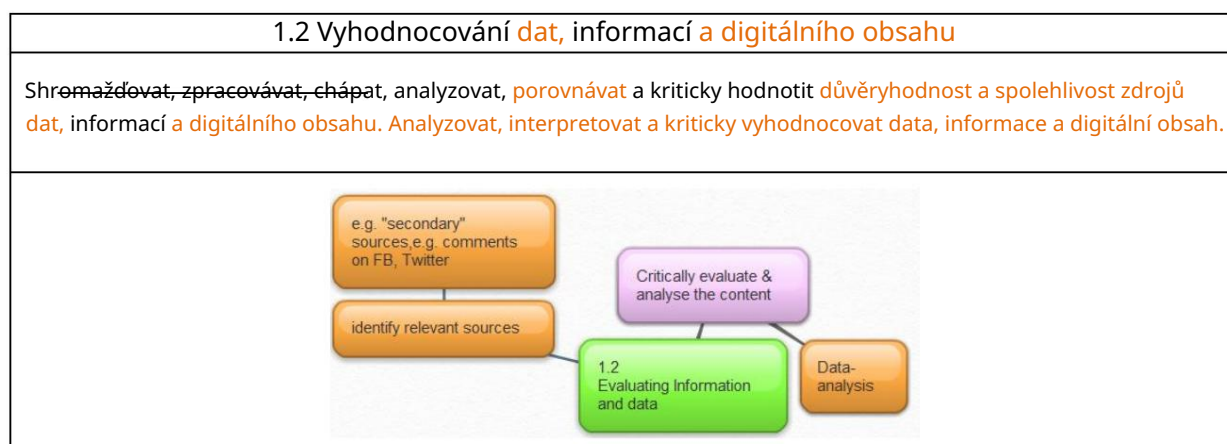 1.2 Vyhodnocování dat, informací a digitálního obsahu
Shromažďovat, zpracovávat, chápat, analyzovat, porovnávat a kriticky hodnotit důvěryhodnost a spolehlivost zdrojů
dat, informací a digitálního obsahu. Analyzovat, interpretovat a kriticky vyhodnocovat data, informace a digitální obsah.
e.g. "secondary"
sources,e.g. comments
on FB, Twitter
Critically evaluate &
analyse the content
identify relevant sources
1.2
Evaluating Information
and data
Data-
analysis